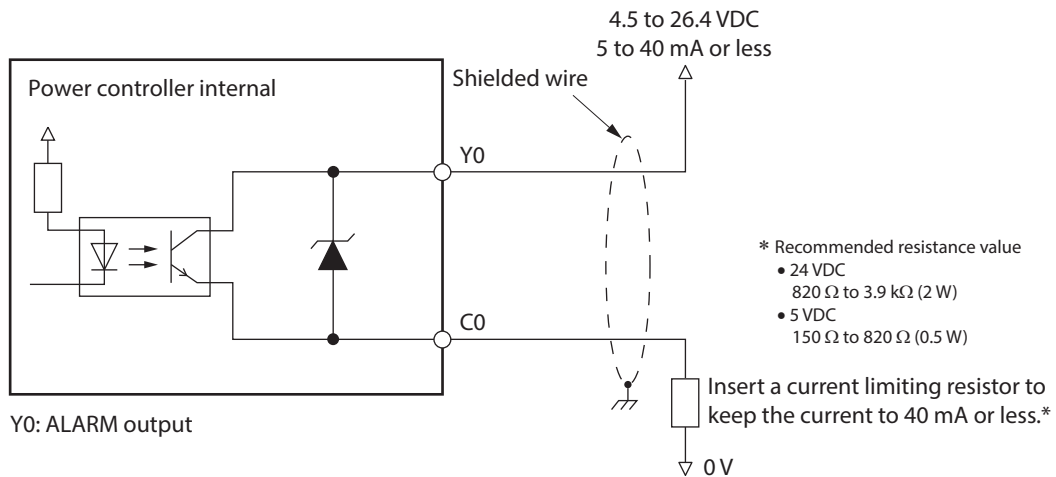 4.5 to 26.4 VDC
5 to 40 mA or less
Shielded wire
Power controller internal
Y0
* Recommended resistance value
• 24 VDC
820 Ω to 3.9 kΩ (2 W)
• 5 VDC
150 Ω to 820 Ω (0.5 W)
C0
Insert a current limiting resistor to
keep the current to 40 mA or less.*
Y0: ALARM output
0 V